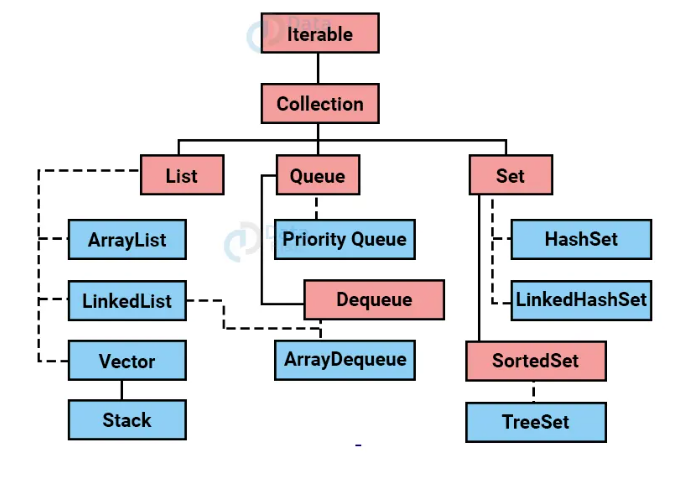 Iterable
Collection
List
Queue
Set
ArrayList
Priority Queue
HashSet
LinkedList
Dequeue
LinkedHashSet
Vector
ArrayDequeue
SortedSet
Stack
TreeSet